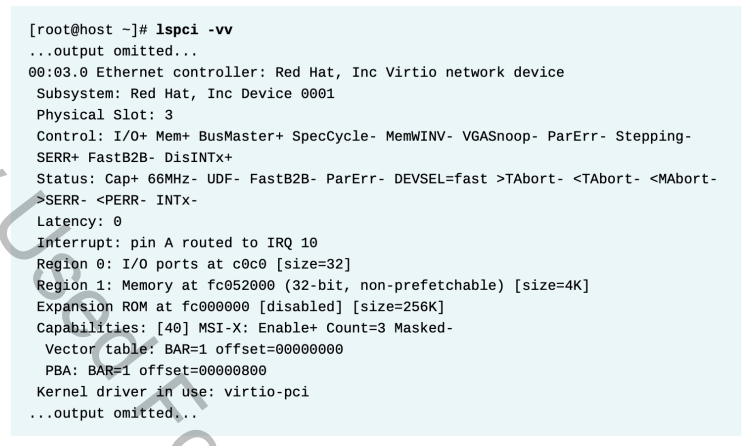 [root@host ~]# lspci -vv
...output omitted...
00:03.0 Ethernet controller: Red Hat, Inc Virtio network device
Subsystem: Red Hat, Inc Device 0001
Physical Slot: 3
Control: I/O+ Mem+ BusMaster+ SpecCycle- MemWINV- VGASnoop- ParErr- Stepping-
SERR+ FastB2B- DisINTx+
Status: Cap+ 66MHz- UDF- FastB2B- ParErr- DEVSEL=fast >TAbort- <TAbort- <MAbort-
>SERR- <PERR- INTx-
Latency: 0
Interrupt: pin A routed to IRQ 10
Region 0: I/O ports at c0c0 [size=32]
Region 1: Memory at fc052000 (32-bit, non-prefetchable) [size=4K]
Expansion ROM at fc000000 [disabled] [size=256K]
Capabilities: [40] MSI-X: Enable+ Count=3 Masked-
Vector table: BAR=1 offset=00000000
PBA: BAR=1 offset=00000800
Kernel driver in use: virtio-pci
...output omitted...
Used